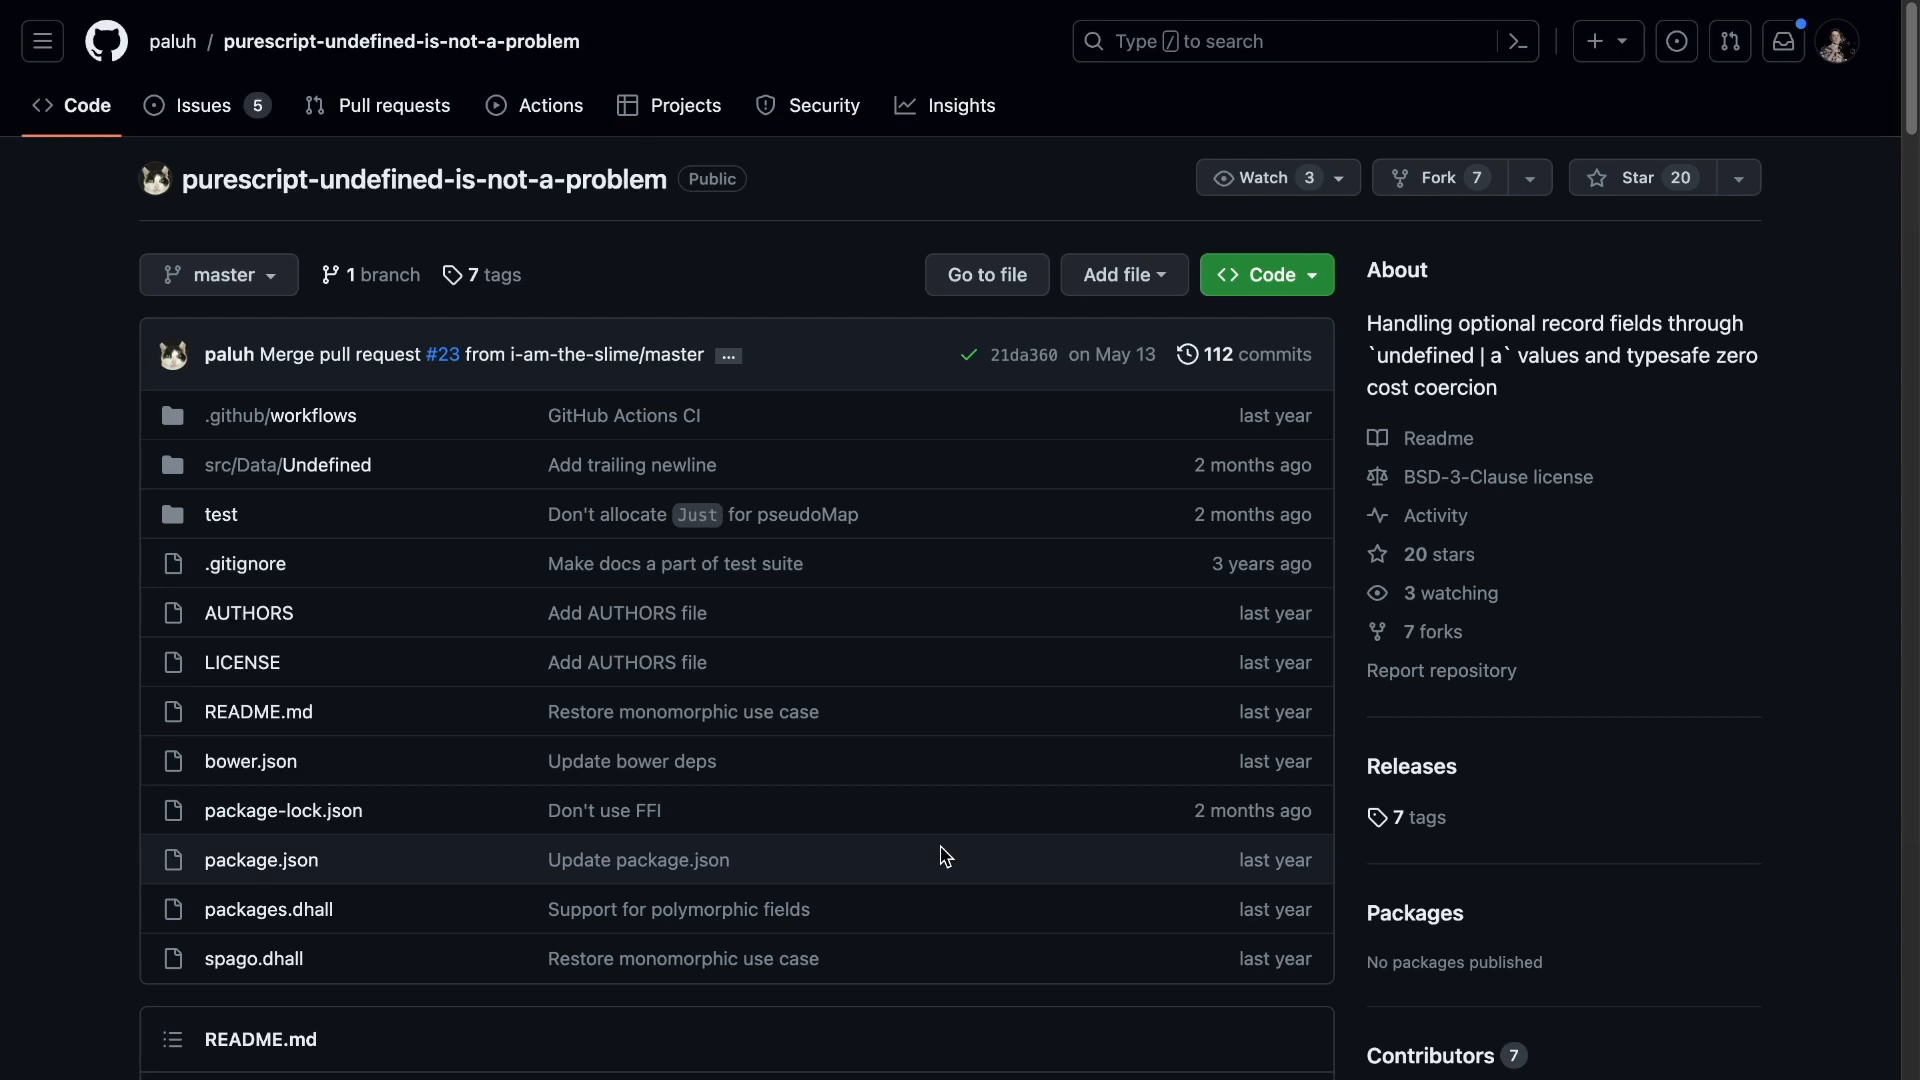 paluh / purescript-undefined-is-not-a-problem
Type / to search
Code
Issues 5
Pull requests
Actions
Projects
Security
Insights
purescript-undefined-is-not-a-problem Public
Watch 3
Fork 7
Star 20
master
1 branch
7 tags
Go to file
Add file
Code
paluh Merge pull request #23 from i-am-the-slime/master ...
21da360 on May 13
112 commits
.github/workflows GitHub Actions CI last year
src/Data/Undefined Add trailing newline 2 months ago
test Don't allocate Just for pseudoMap 2 months ago
.gitignore Make docs a part of test suite 3 years ago
AUTHORS Add AUTHORS file last year
LICENSE Add AUTHORS file last year
README.md Restore monomorphic use case last year
bower.json Update bower deps last year
package-lock.json Don't use FFI 2 months ago
package.json Update package.json last year
packages.dhall Support for polymorphic fields last year
spago.dhall Restore monomorphic use case last year
README.md
About
Handling optional record fields through
`undefined | a` values and typesafe zero
cost coercion
Readme
BSD-3-Clause license
Activity
20 stars
3 watching
7 forks
Report repository
Releases
7 tags
Packages
No packages published
Contributors 7